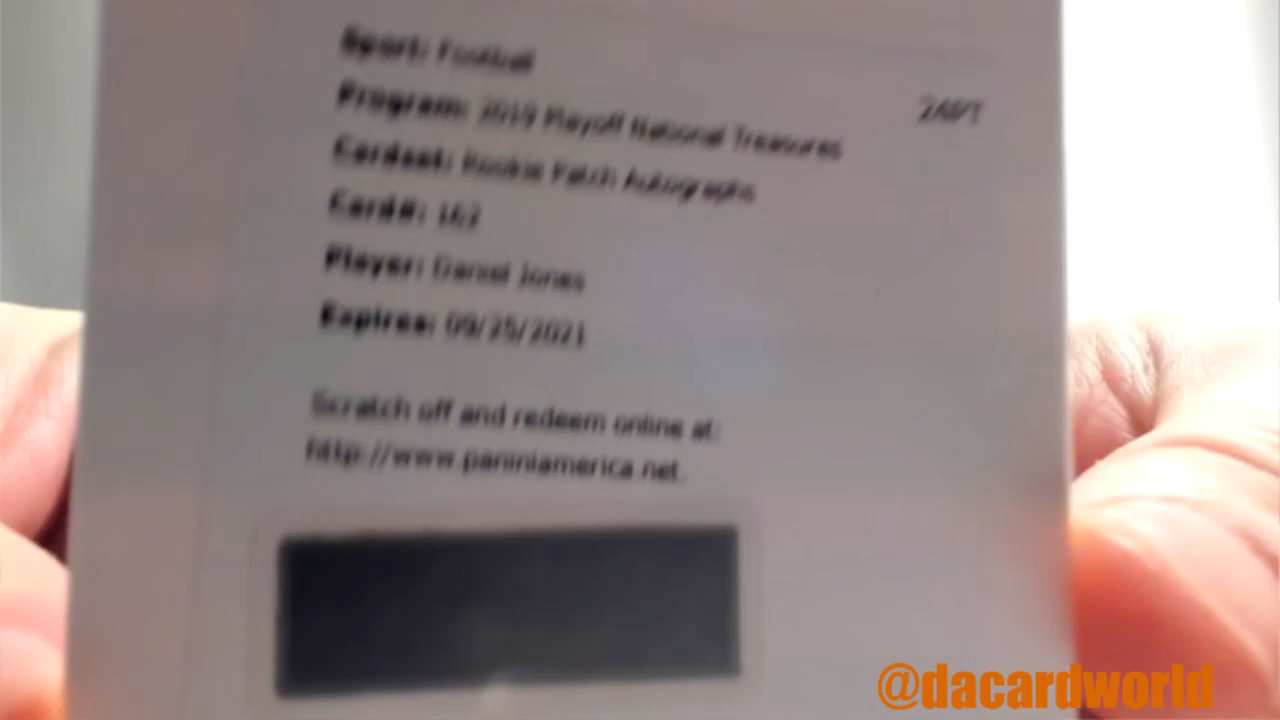 Sport: Football
Program: 2019 Playoff National Treasures
24PT
Cardset: Rookie Patch Autographs
Card#: 162
Player: Daniel Jones
Expires: 09/25/2021
Scratch off and redeem online at:
http://www.paniniamerica.net.
@dacardworld